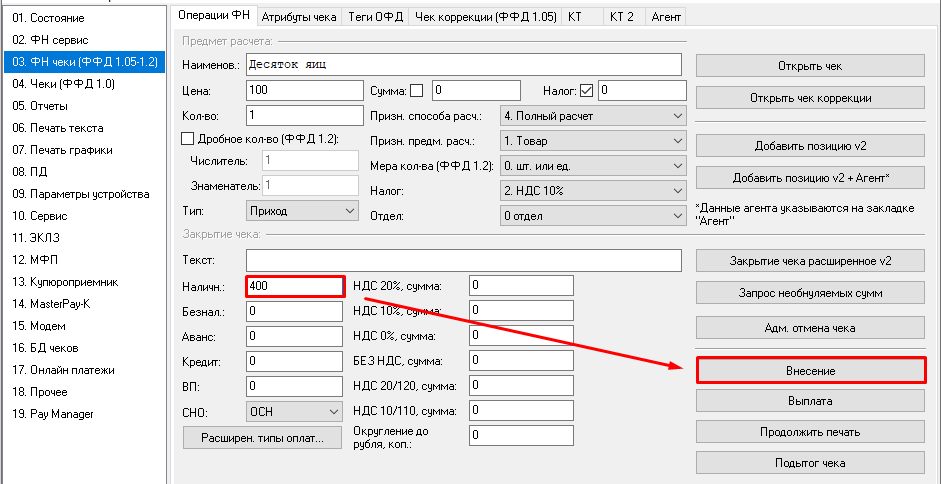 01. Состояние
02. ФН сервис
03. ФН чеки (ФФД 1.05-1.2)
04. Чеки (ФФД 1.0)
05. Отчеты
06. Печать текста
07. Печать графики
08. ПД
09. Параметры устройства
10. Сервис
11. ЭКЛЗ
12. МФП
13. Купюроприемник
14. MasterPay-K
15. Модем
16. БД чеков
17. Онлайн платежи
18. Прочее
19. Pay Manager
Операции ФН Атрибуты чека Теги ОФД Чек коррекции (ФФД 1.05) КТ КТ 2 Агент
Предмет расчета:
Наименов.: Десяток яиц
Цена: 100 Сумма: 0 Налог: 0
Кол-во: 1 Призн. способа расч.: 4. Полный расчет
Дробное кол-во (ФФД 1.2): Призн. предм. расч.: 1. Товар
Числитель: 1 Мера кол-ва (ФФД 1.2): 0. шт. или ед.
Знаменатель: 1 Налог: 2. НДС 10%
Тип: Приход Отдел: 0 отдел
Закрытие чека:
Текст:
Наличн.: 400 НДС 20%, сумма: 0
Безнал.: 0 НДС 10%, сумма: 0
Аванс: 0 НДС 0%, сумма: 0
Кредит: 0 БЕЗ НДС, сумма: 0
ВП: 0 НДС 20/120, сумма: 0
СНО: ОСН НДС 10/110, сумма: 0
Расширен. типы оплат... Округление до
рубля, коп.: 0
Открыть чек
Открыть чек коррекции
Добавить позицию v2
Добавить позицию v2 + Агент*
*Данные агента указываются на закладке
"Агент"
Закрытие чека расширенное v2
Запрос необнуляемых сумм
Адм. отмена чека
Внесение
Выплата
Продолжить печать
Подытог чека